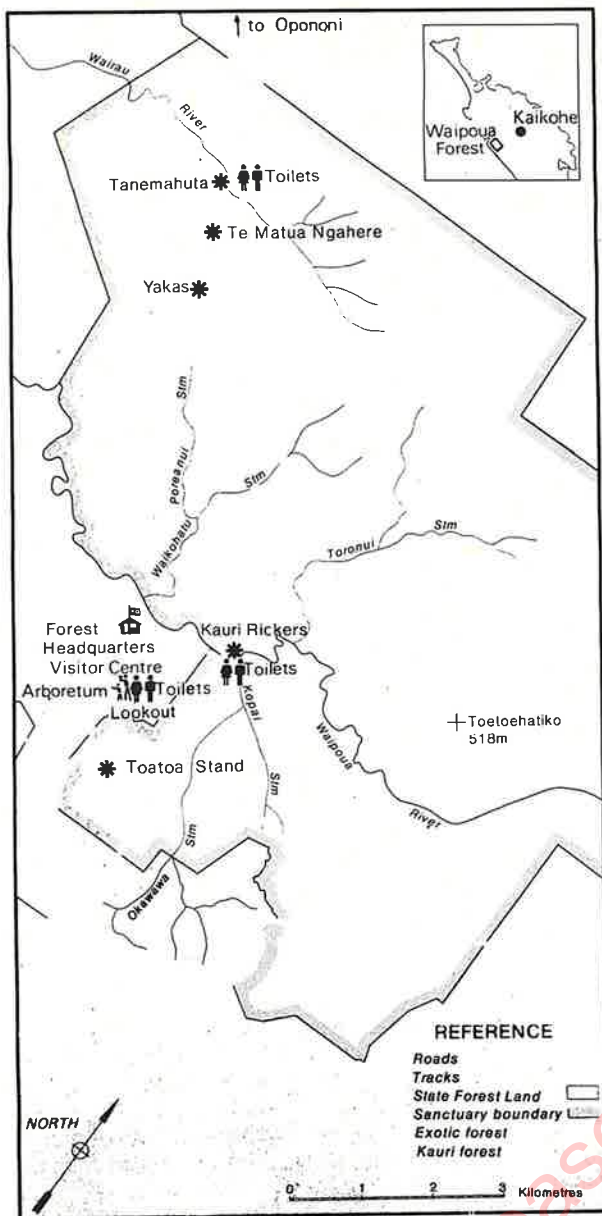 to Opononi
Wairau
River
Kaikohe
Waipoua
Forest
Tanemahuta
Toilets
Te Matua Ngahere
Yakas
Stm
Poreanui
Stm
Waikohatu
Toronui
Stm
Forest
Headquarters
Visitor Centre
Arboretum
Toilets
Lookout
Kauri Rickers
Toilets
Kopai
Stm
Waipoua
River
Toetoehatiko
518m
Toatoa Stand
Stm
Okawawa
REFERENCE
Roads
Tracks
State Forest Land
Sanctuary boundary
Exotic forest
Kauri forest
NORTH
0 1 2 3 Kilometres